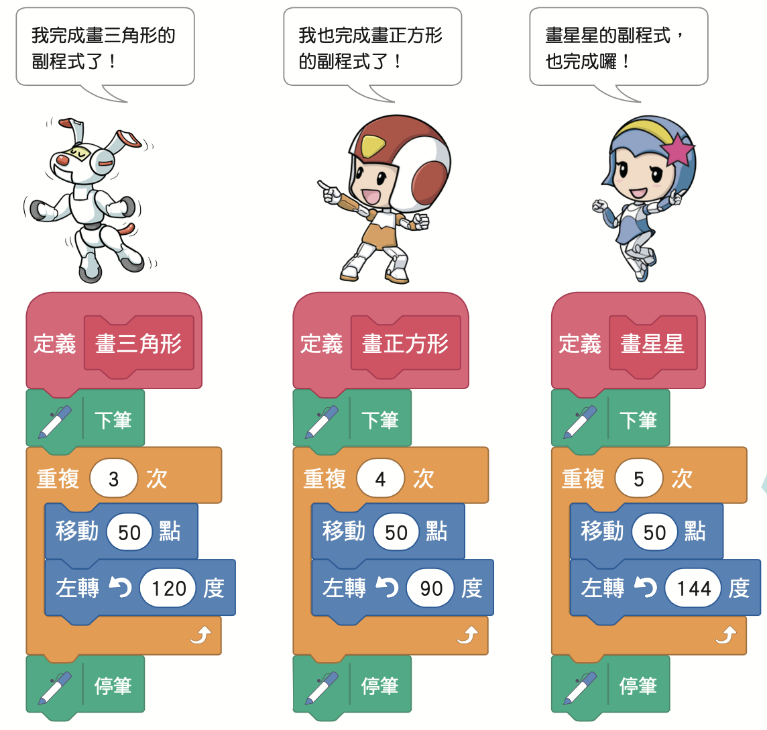 我完成畫三角形的
副程式了！
我也完成畫正方形
的副程式了！
畫星星的副程式，
也完成囉！
定義 畫三角形
下筆
重複 3 次
移動 50 點
左轉 120 度
停筆
定義 畫正方形
下筆
重複 4 次
移動 50 點
左轉 90 度
停筆
定義 畫星星
下筆
重複 5 次
移動 50 點
左轉 144 度
停筆